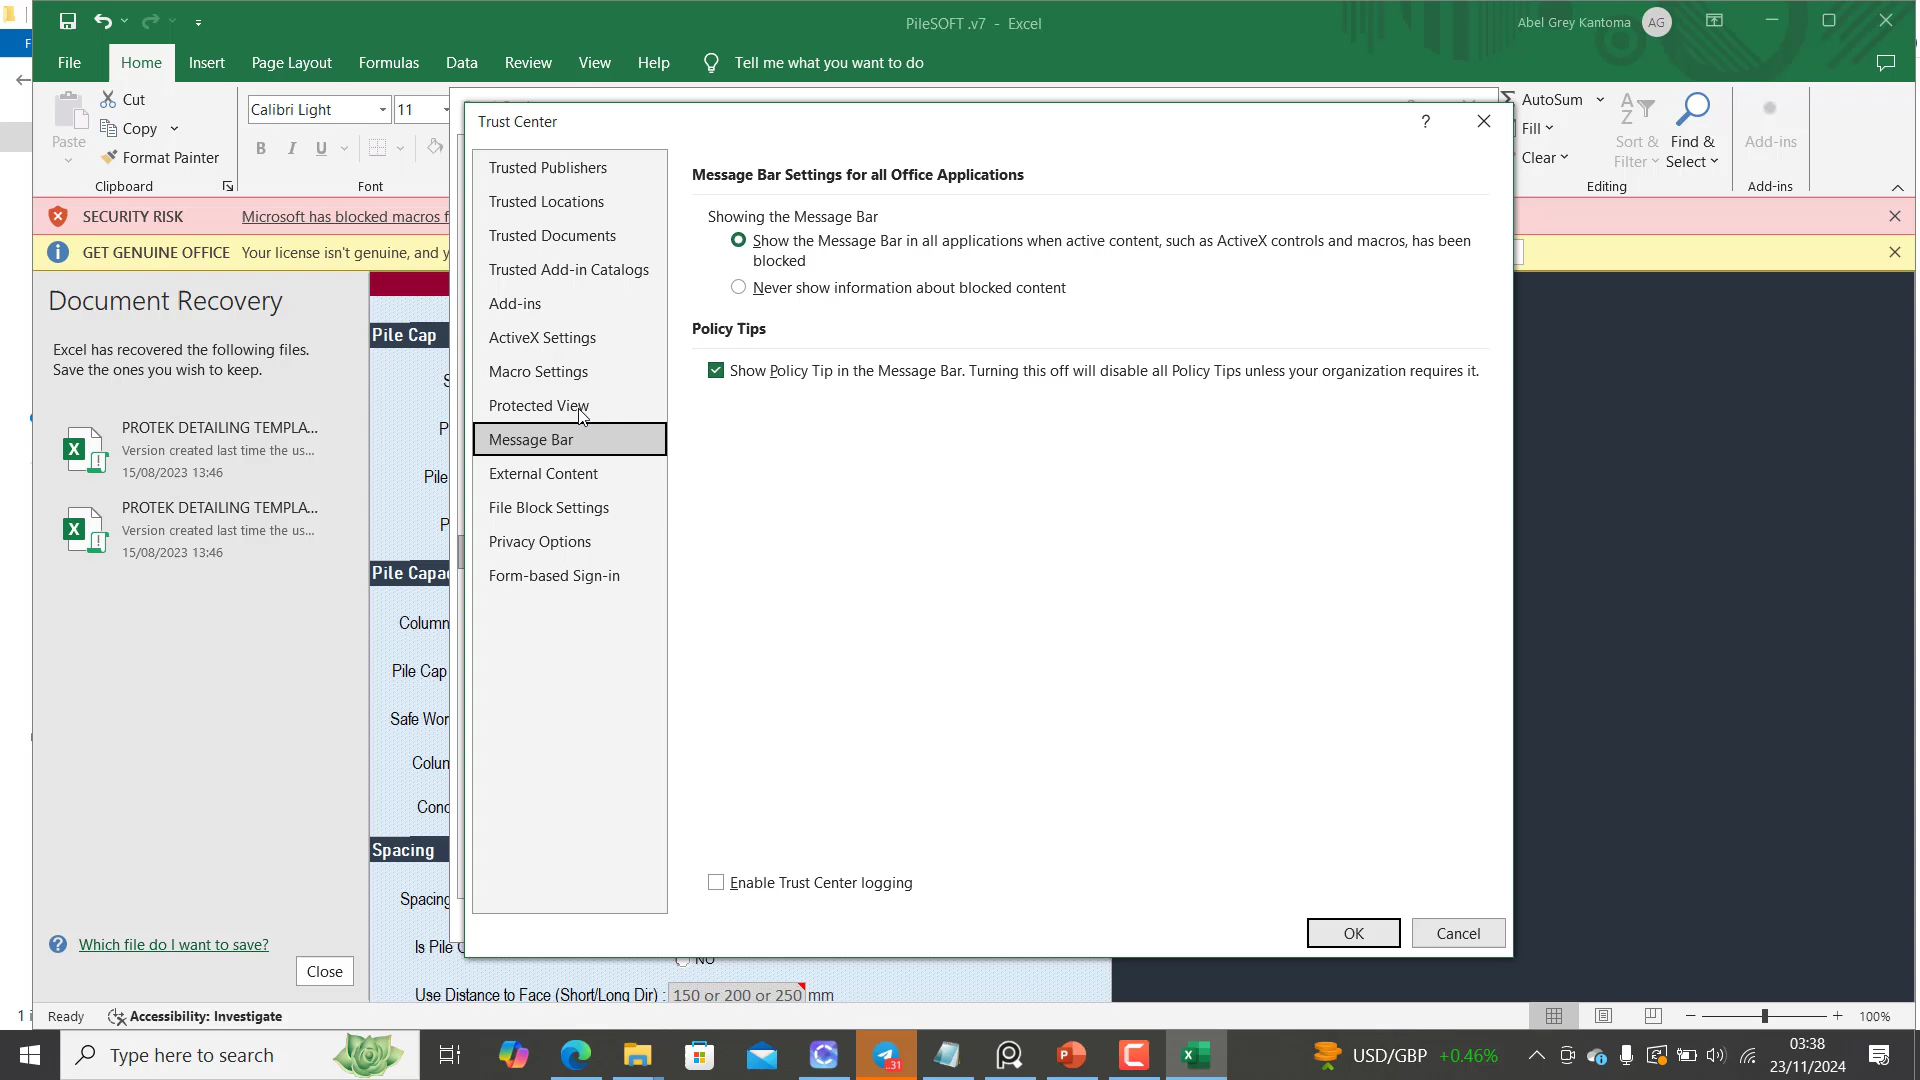 PileSOFT .v7 - Excel
Abel Grey Kantoma
AG
File
Home
Insert
Page Layout
Formulas
Data
Review
View
Help
Tell me what you want to do
Paste
Cut
Copy
Format Painter
Clipboard
Calibri Light
11
B I U
Font
AutoSum
Fill
Clear
Sort & Filter
Find & Select
Editing
Add-ins
Add-ins
SECURITY RISK
Microsoft has blocked macros f
GET GENUINE OFFICE
Your license isn't genuine, and y
Document Recovery
Excel has recovered the following files.
Save the ones you wish to keep.
PROTEK DETAILING TEMPLA...
Version created last time the us...
15/08/2023 13:46
PROTEK DETAILING TEMPLA...
Version created last time the us...
15/08/2023 13:46
Which file do I want to save?
Close
Pile Cap
Pile
Pile Capa
Column
Pile Cap
Safe Wor
Colun
Conc
Spacing
Spacing
Is Pile C
NO
Use Distance to Face (Short/Long Dir) :
150 or 200 or 250
mm
Trust Center
?
Trusted Publishers
Trusted Locations
Trusted Documents
Trusted Add-in Catalogs
Add-ins
ActiveX Settings
Macro Settings
Protected View
Message Bar
External Content
File Block Settings
Privacy Options
Form-based Sign-in
Message Bar Settings for all Office Applications
Showing the Message Bar
Show the Message Bar in all applications when active content, such as ActiveX controls and macros, has been
blocked
Never show information about blocked content
Policy Tips
Show Policy Tip in the Message Bar. Turning this off will disable all Policy Tips unless your organization requires it.
Enable Trust Center logging
OK
Cancel
Ready
Accessibility: Investigate
100%
Type here to search
31
USD/GBP +0.46%
03:38
23/11/2024